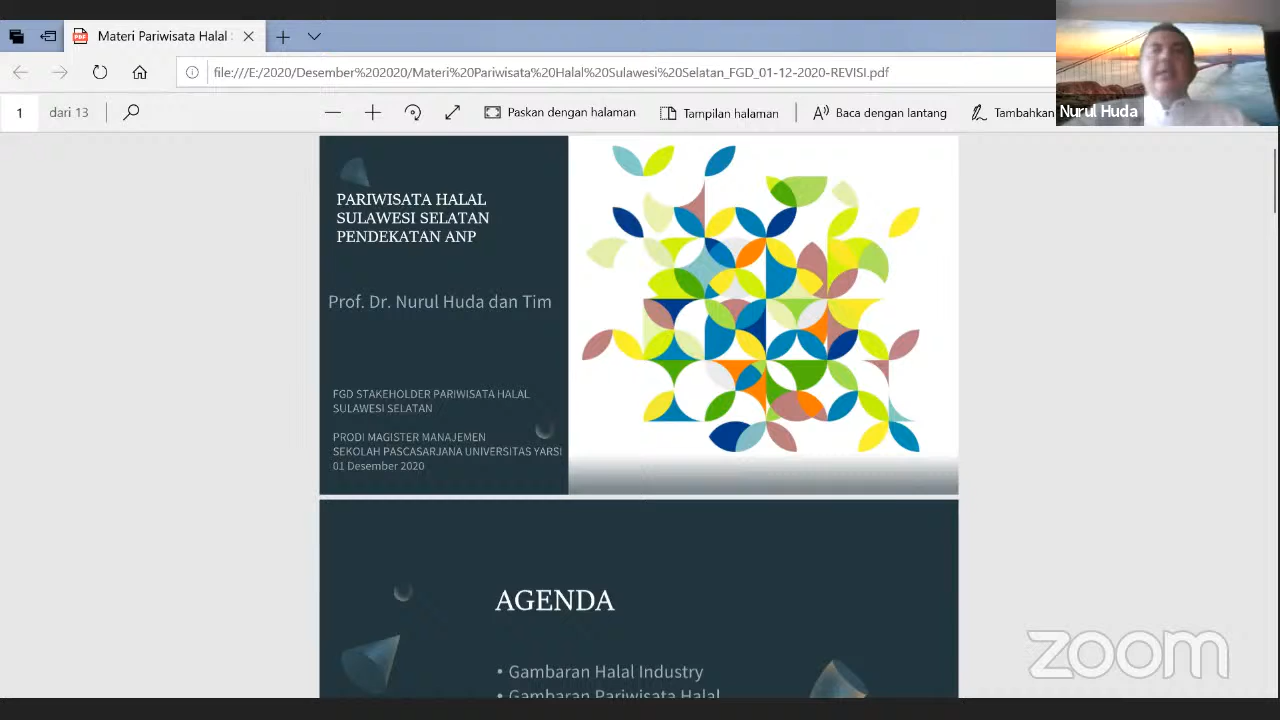 Materi Pariwisata Halal
file:///E:/2020/Desember%202020/Materi%20Pariwisata%20Halal%20Sulawesi%20Selatan_FGD_01-12-2020-REVISI.pdf
Nurul Huda
1 dari 13
Paskan dengan halaman
Tampilan halaman
Baca dengan lantang
Tambahkan
PARIWISATA HALAL
SULAWESI SELATAN
PENDEKATAN ANP
Prof. Dr. Nurul Huda dan Tim
FGD STAKEHOLDER PARIWISATA HALAL
SULAWESI SELATAN
PRODI MAGISTER MANAJEMEN
SEKOLAH PASCASARJANA UNIVERSITAS YARSI
01 Desember 2020
AGENDA
• Gambaran Halal Industry
• Gambaran Pariwisata Halal
zoom